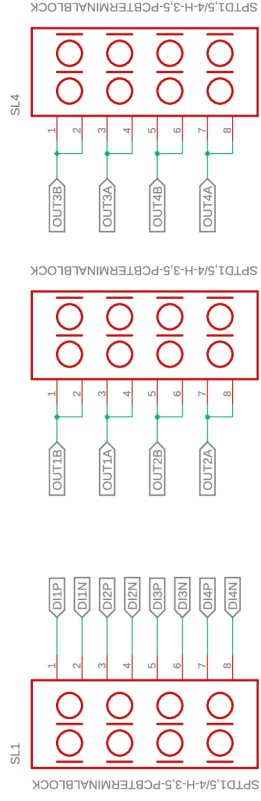 SPTD1,5/4-H-3,5-PCBTERMINALBLOCK
SL4
1 2 3 4 5 6 7 8
OUT3B OUT3A OUT4B OUT4A
SPTD1,5/4-H-3,5-PCBTERMINALBLOCK
1 2 3 4 5 6 7 8
OUT1B OUT1A OUT2B OUT2A
DI1P DI1N DI2P DI2N DI3P DI3N DI4P DI4N
1 2 3 4 5 6 7 8
SL1
SPTD1,5/4-H-3,5-PCBTERMINALBLOCK